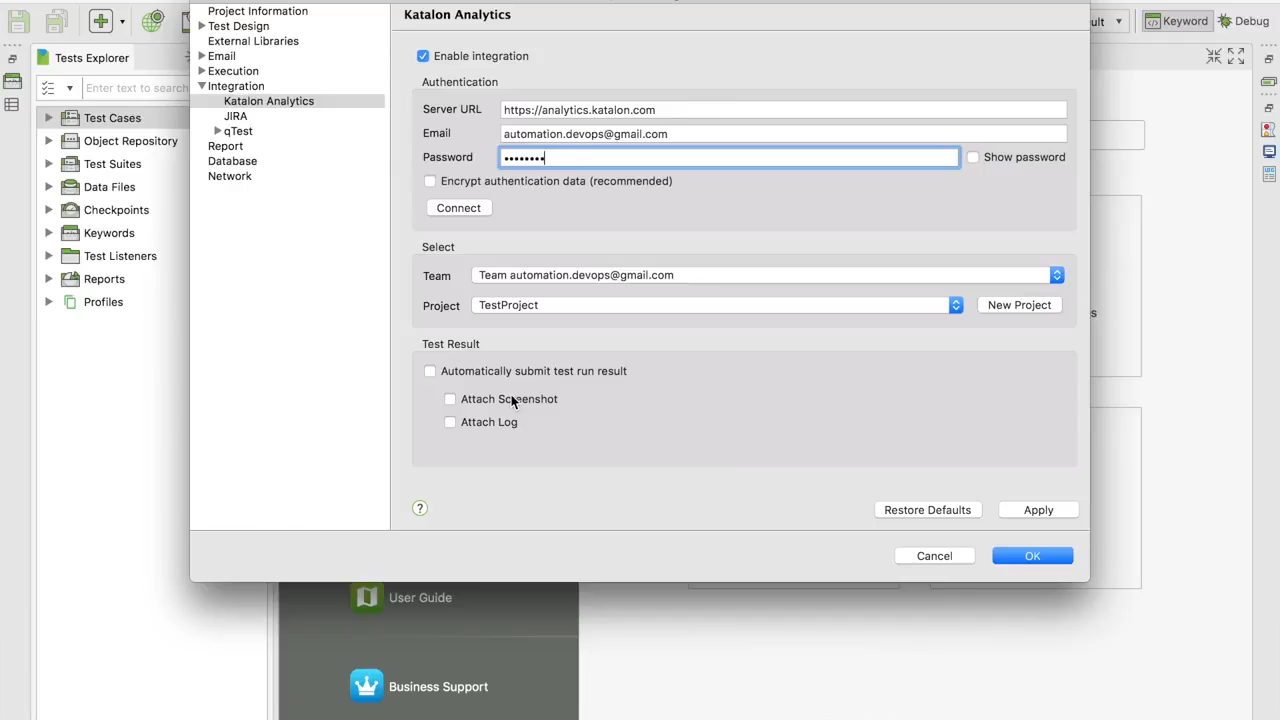 Project Information
Test Design
External Libraries
Email
Execution
Integration
Katalon Analytics
JIRA
qTest
Report
Database
Network
Katalon Analytics
Enable integration
Authentication
Server URL https://analytics.katalon.com
Email automation.devops@gmail.com
Password •••••••• Show password
Encrypt authentication data (recommended)
Connect
Select
Team Team automation.devops@gmail.com
Project TestProject New Project
Test Result
Automatically submit test run result
Attach Screenshot
Attach Log
?
Restore Defaults Apply
Cancel OK
Tests Explorer
Enter text to search
Test Cases
Object Repository
Test Suites
Data Files
Checkpoints
Keywords
Test Listeners
Reports
Profiles
Keyword Debug
User Guide
Business Support